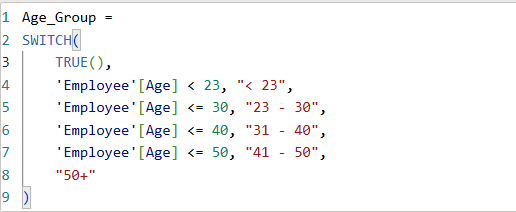 1 Age_Group =
2 SWITCH(
3 TRUE(),
4 'Employee'[Age] < 23, "< 23",
5 'Employee'[Age] <= 30, "23 - 30",
6 'Employee'[Age] <= 40, "31 - 40",
7 'Employee'[Age] <= 50, "41 - 50",
8 "50+"
9 )